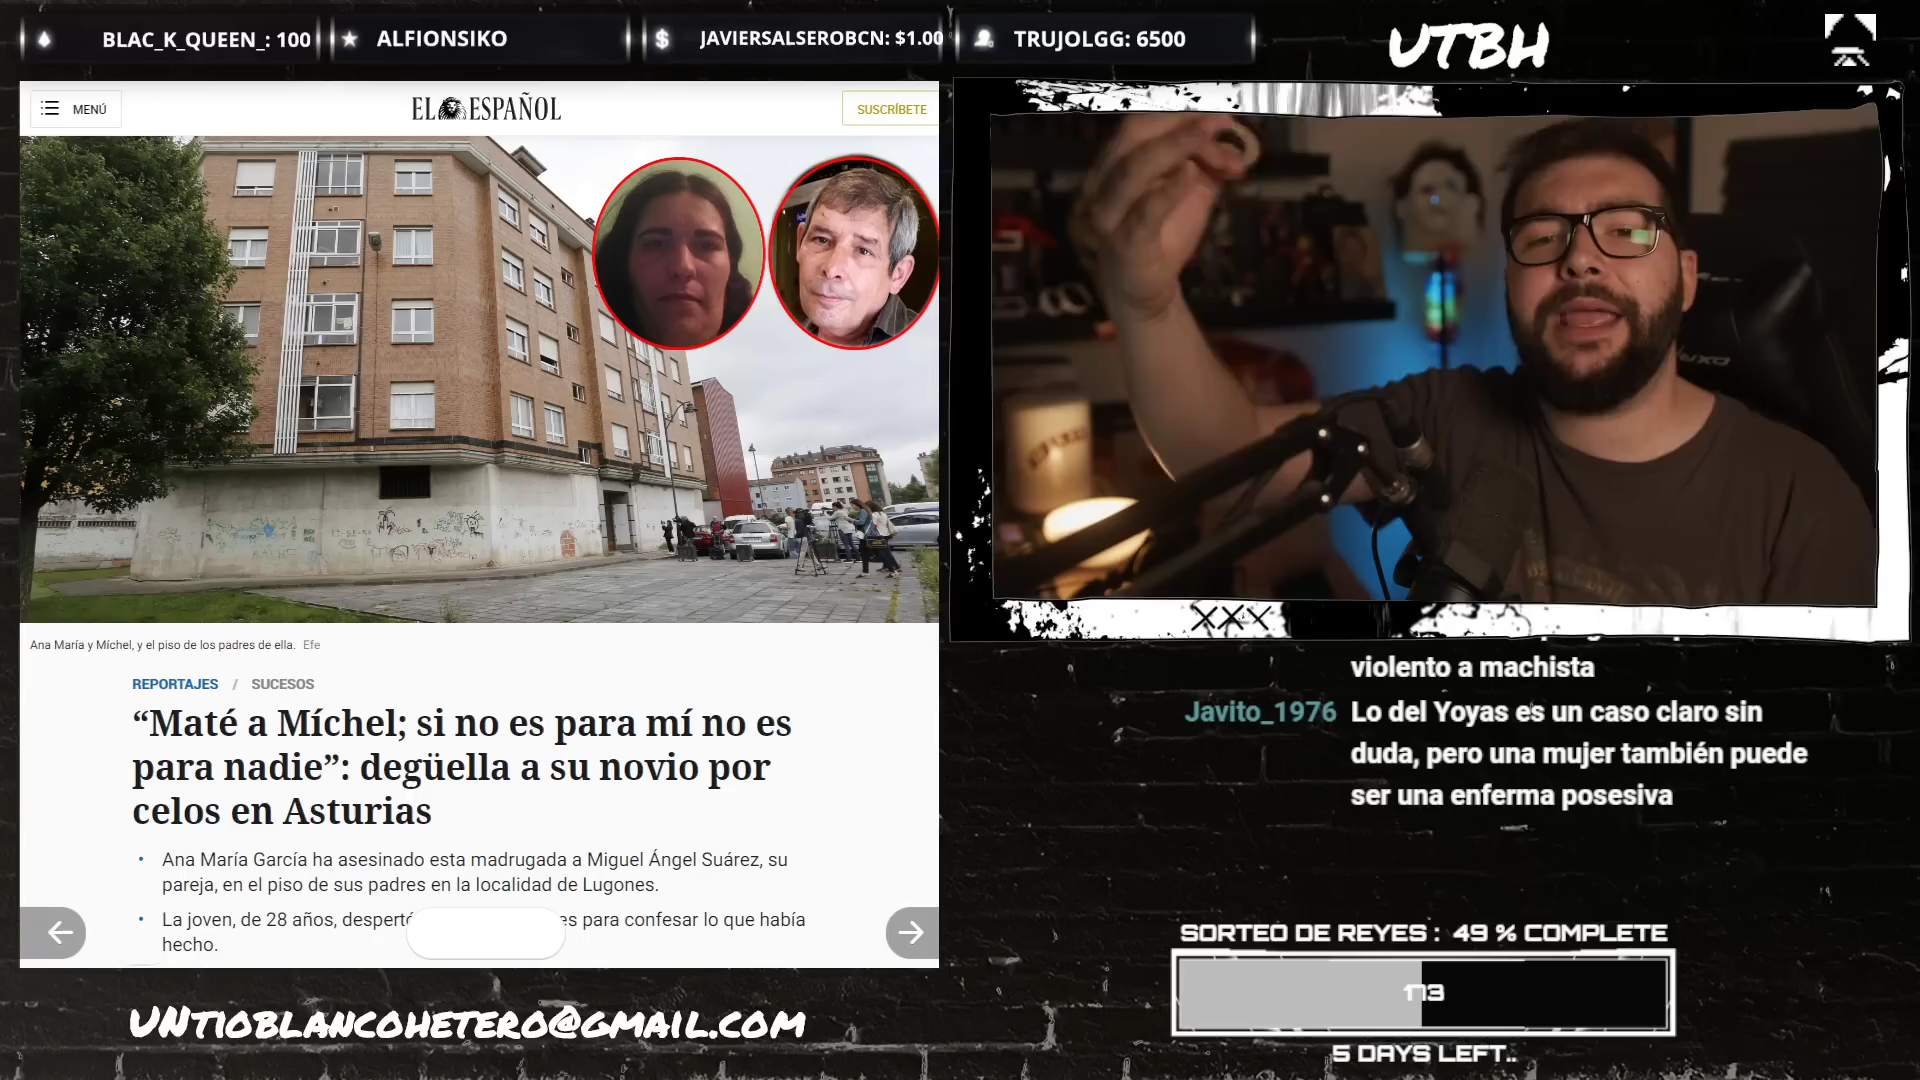 BLAC_K_QUEEN_: 100
ALFIONSIKO
JAVIERSALSEROBCN: $1.00
TRUJOLGG: 6500
UTBH
MENÚ
EL ESPAÑOL
SUSCRÍBETE
Ana María y Míchel, y el piso de los padres de ella. Efe
REPORTAJES / SUCESOS
“Maté a Míchel; si no es para mí no es
para nadie”: degüella a su novio por
celos en Asturias
• Ana María García ha asesinado esta madrugada a Miguel Ángel Suárez, su
pareja, en el piso de sus padres en la localidad de Lugones.
• La joven, de 28 años, despertó es para confesar lo que había
hecho.
UNTIOBLANCOHETERO@GMAIL.COM
XXX
violento a machista
Javito_1976 Lo del Yoyas es un caso claro sin
duda, pero una mujer también puede
ser una enferma posesiva
SORTEO DE REYES : 49 % COMPLETE
173
5 DAYS LEFT..